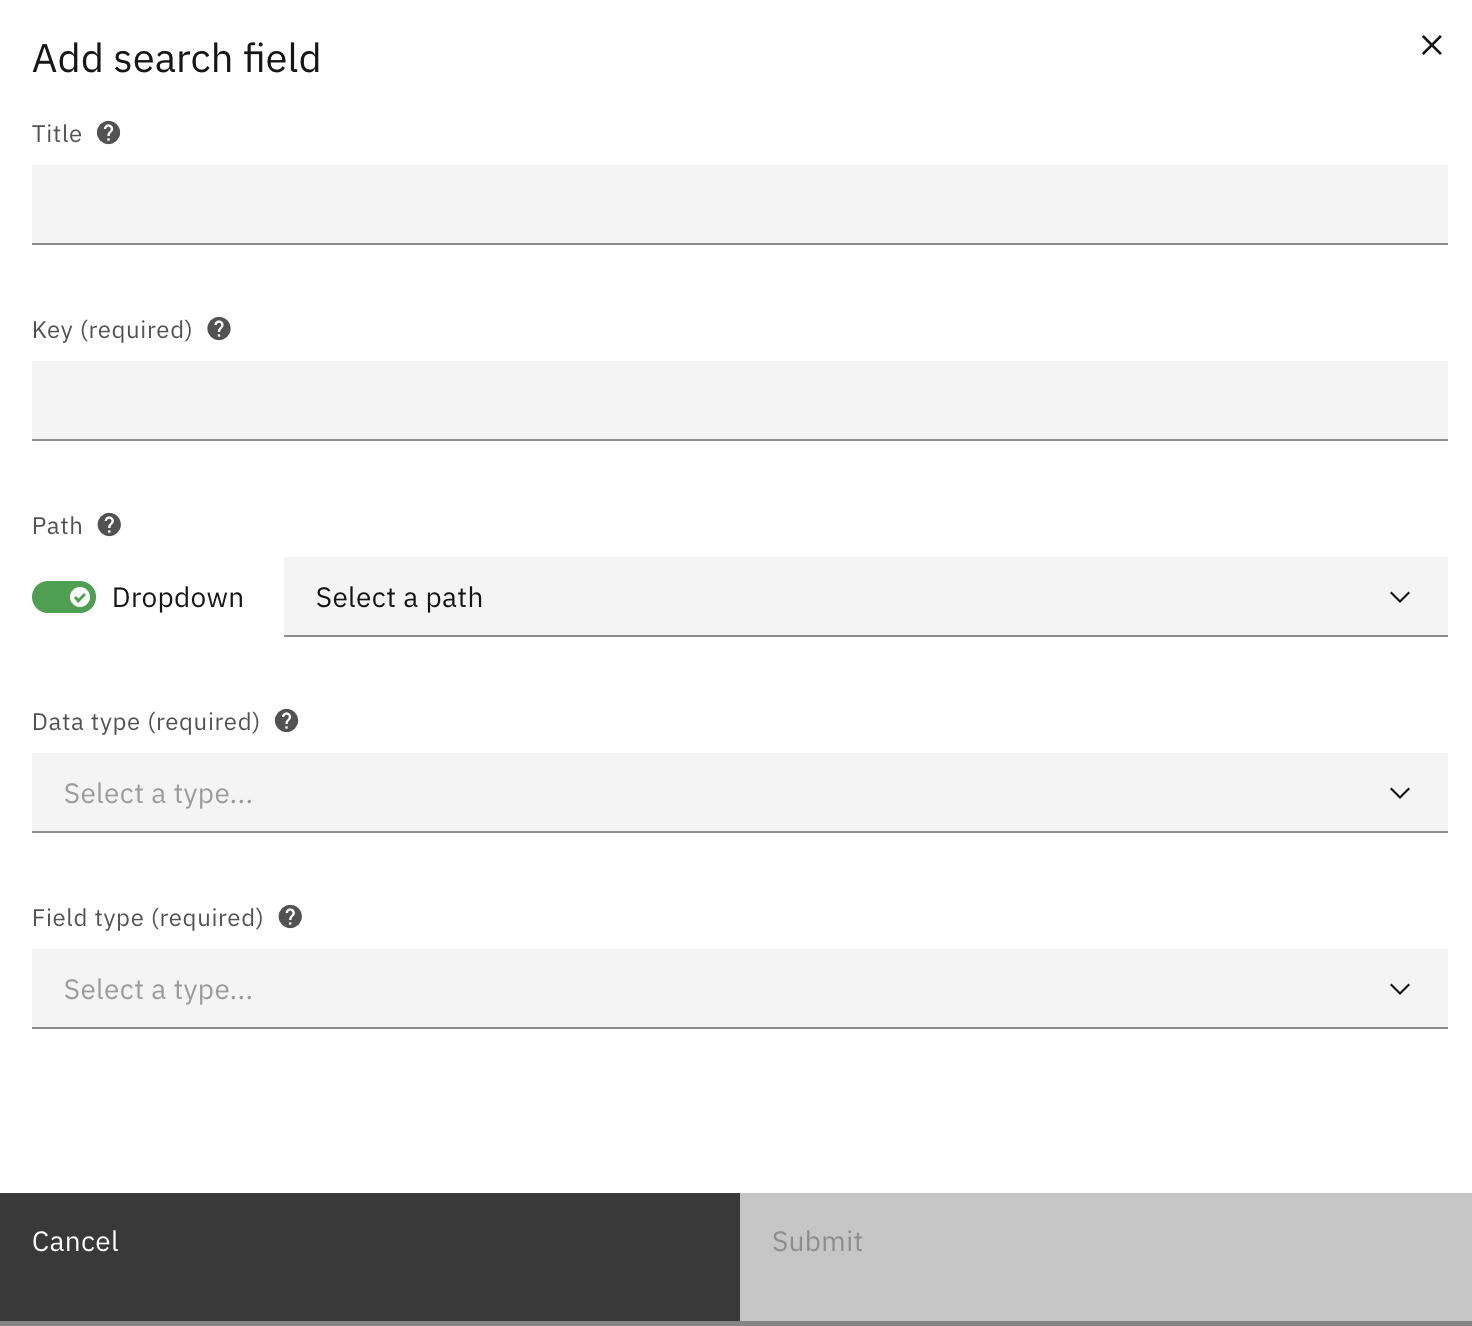 Add search field
Title
Key (required)
Path
Dropdown
Select a path
Data type (required)
Select a type...
Field type (required)
Select a type...
Cancel
Submit